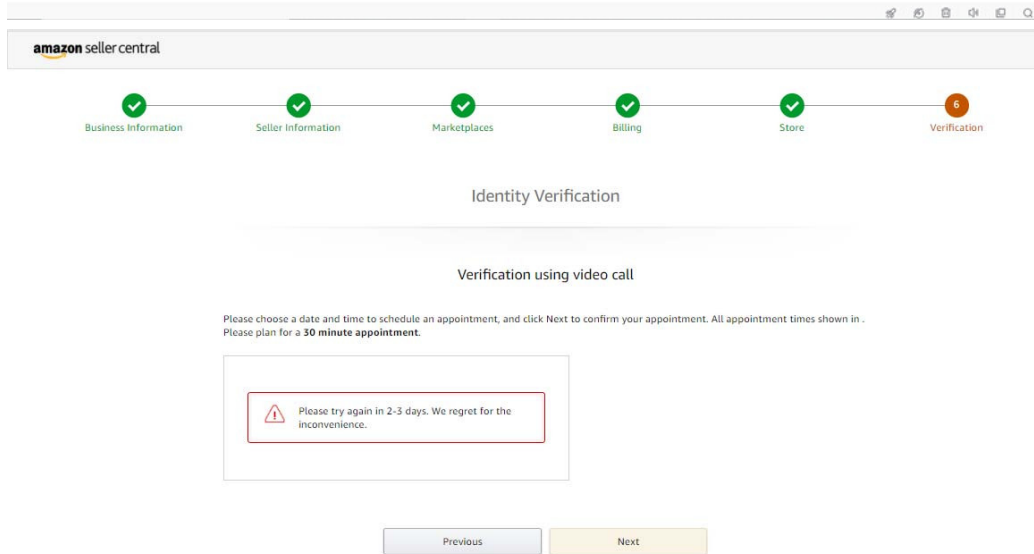 amazon seller central
6
Business Information
Seller Information
Marketplaces
Billing
Store
Verification
Identity Verification
Verification using video call
Please choose a date and time to schedule an appointment, and click Next to confirm your appointment. All appointment times shown in .
Please plan for a 30 minute appointment.
Please try again in 2-3 days. We regret for the
inconvenience.
Previous
Next